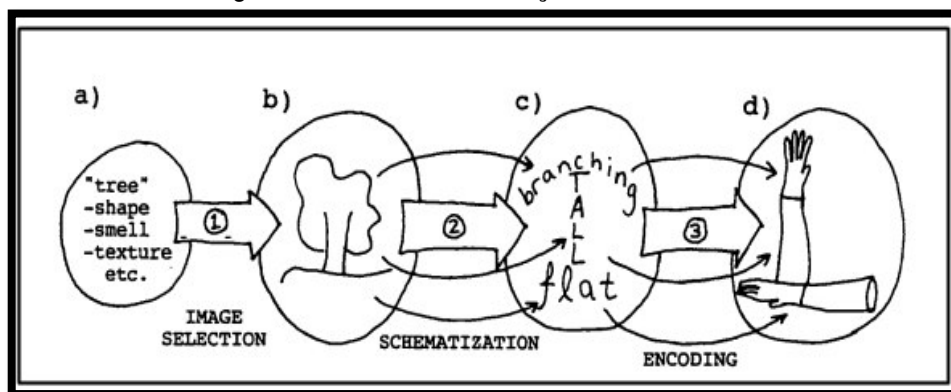 a)
"tree"
-shape
-smell
-texture
etc.
①
IMAGE
SELECTION
b)
②
SCHEMATIZATION
c)
branching
TALL
flat
③
ENCODING
d)